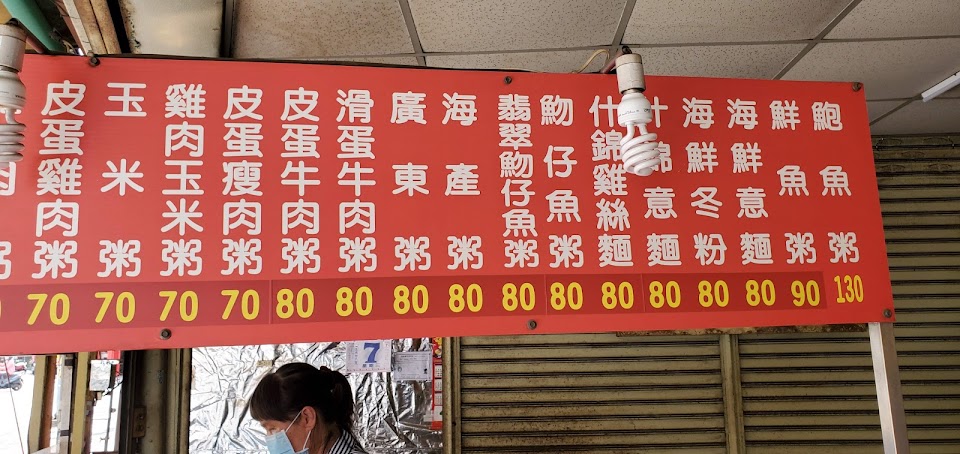 皮蛋雞肉粥 70
玉米粥 70
雞肉玉米粥 70
皮蛋瘦肉粥 70
皮蛋牛肉粥 80
滑蛋牛肉粥 80
廣東粥 80
海產粥 80
翡翠魩仔魚粥 80
魩仔魚粥 80
什錦雞絲麵 80
什錦意麵 80
海鮮冬粉 80
海鮮意麵 80
鮮魚粥 90
鮑魚粥 130
7